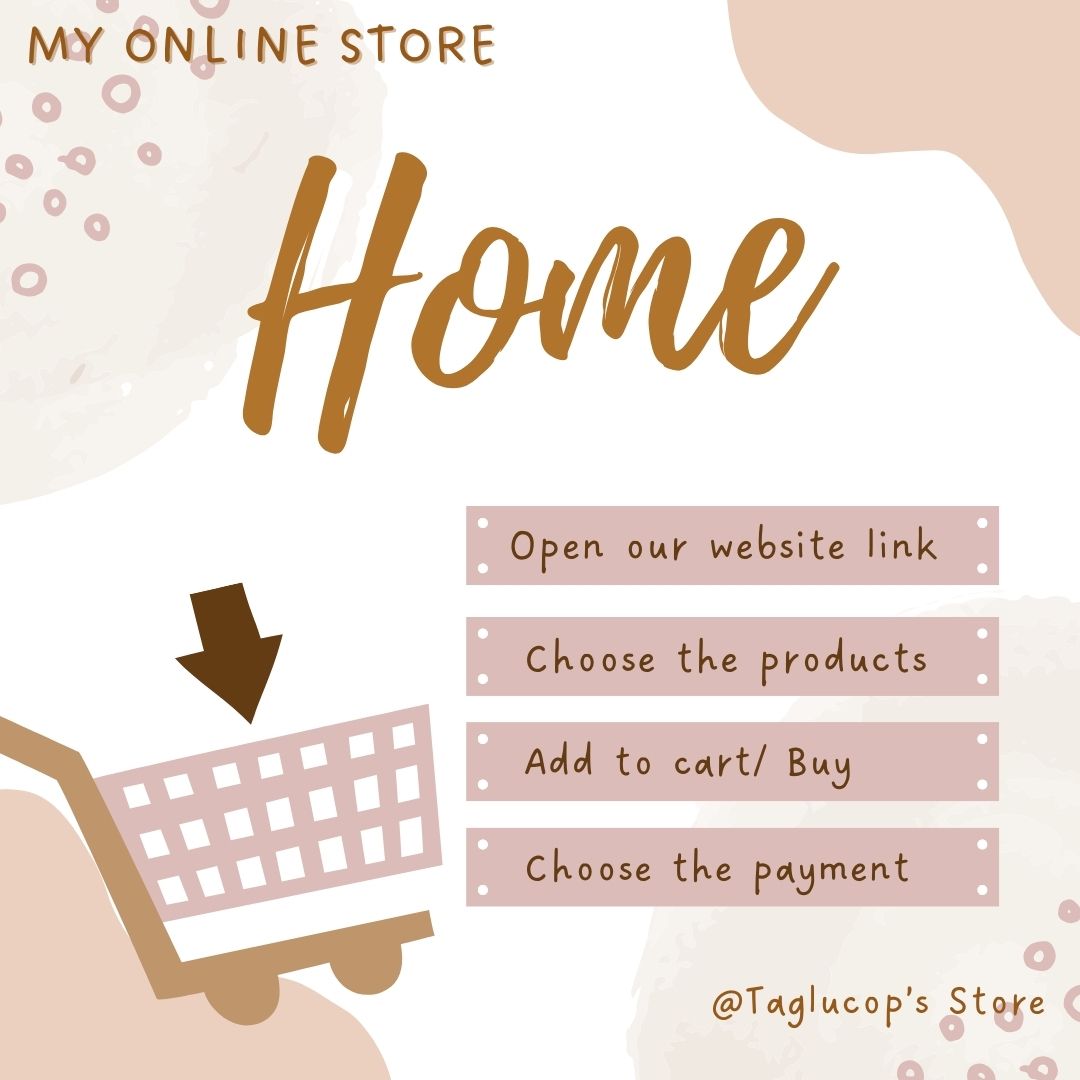 MY ONLINE STORE
Home
Open our website link
Choose the products
Add to cart/ Buy
Choose the payment
@Taglucop's Store